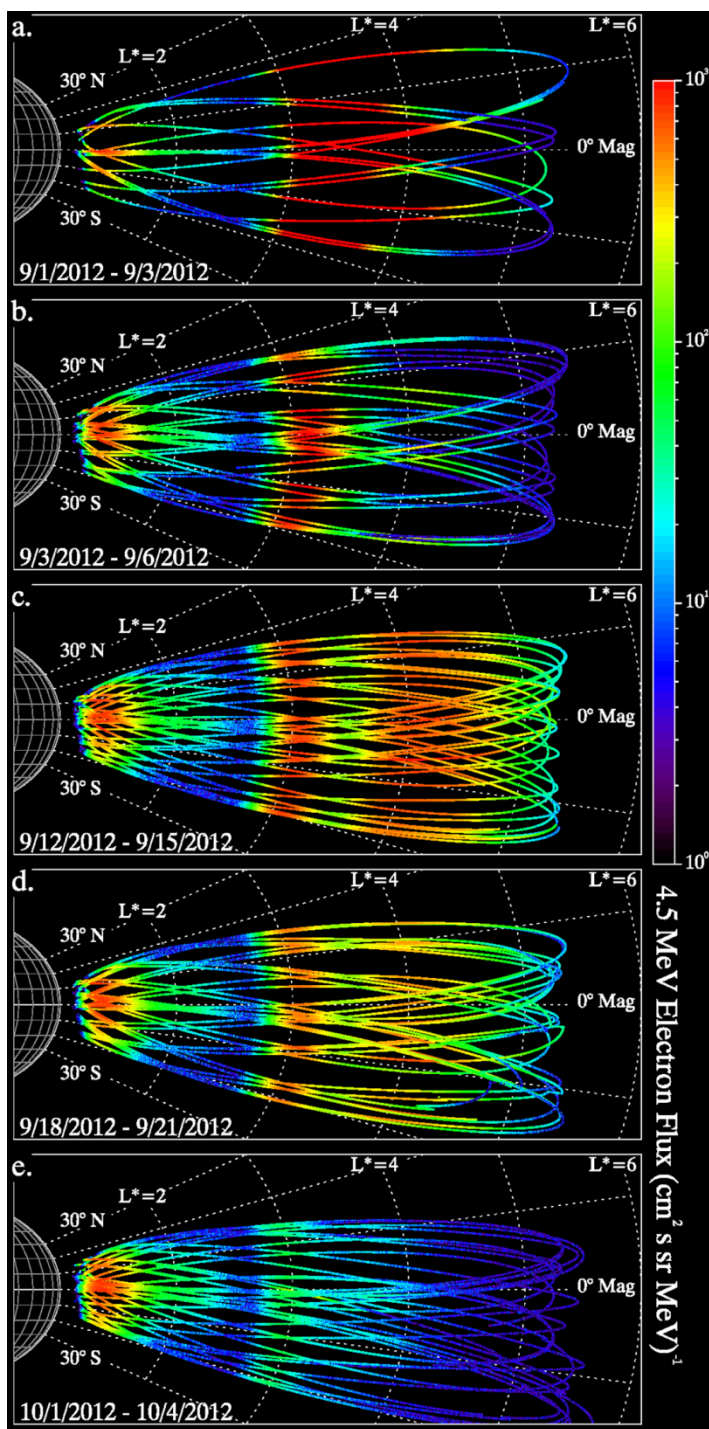 a.
L*=2
L*=4
L*=6
30° N
0° Mag
30° S
9/1/2012 - 9/3/2012
b.
L*=2
L*=4
L*=6
30° N
0° Mag
30° S
9/3/2012 - 9/6/2012
c.
L*=2
L*=4
L*=6
30° N
0° Mag
30° S
9/12/2012 - 9/15/2012
d.
L*=2
L*=4
L*=6
30° N
0° Mag
30° S
9/18/2012 - 9/21/2012
e.
L*=2
L*=4
L*=6
30° N
0° Mag
30° S
10/1/2012 - 10/4/2012
10³
10²
10¹
10⁰
4.5 MeV Electron Flux (cm² s sr MeV)⁻¹